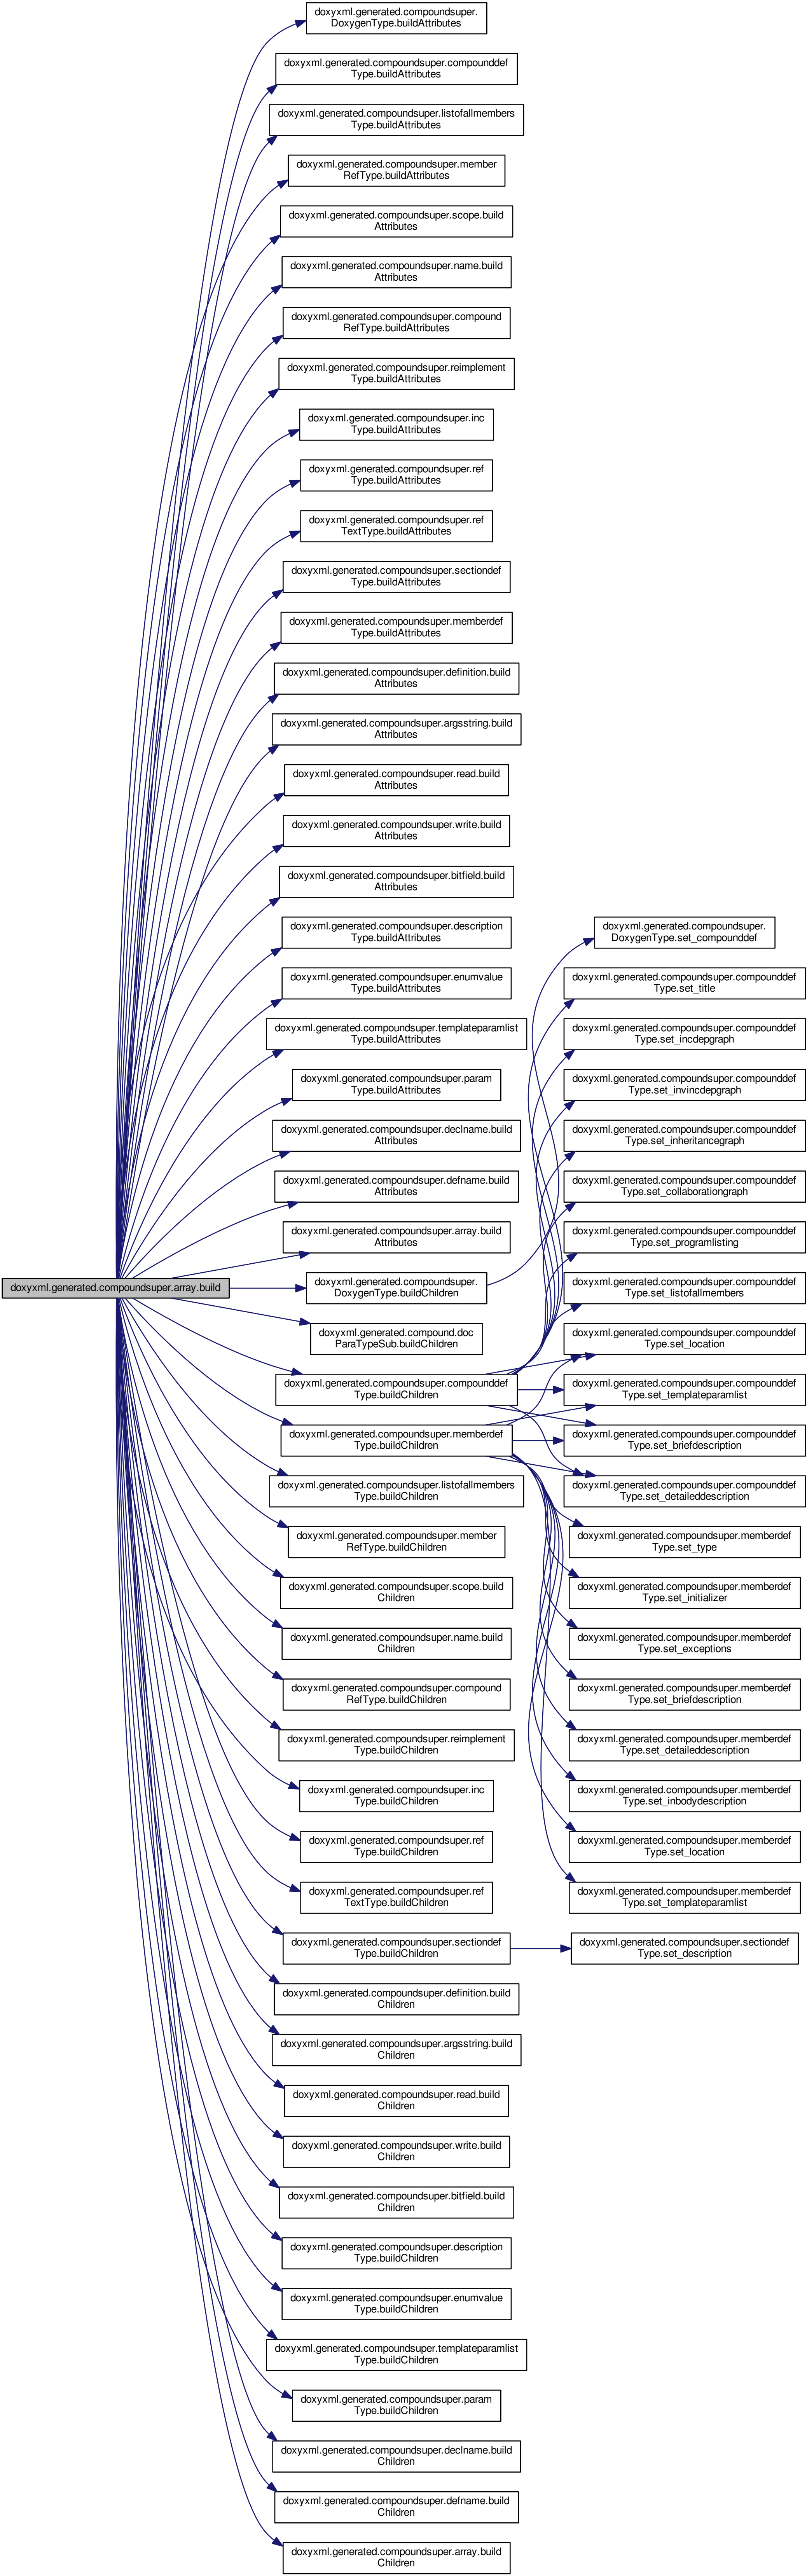 doxyxml.generated.compoundsuper.
DoxygenType.buildAttributes
doxyxml.generated.compoundsuper.compounddef
Type.buildAttributes
doxyxml.generated.compoundsuper.listofallmembers
Type.buildAttributes
doxyxml.generated.compoundsuper.member
RefType.buildAttributes
doxyxml.generated.compoundsuper.scope.build
Attributes
doxyxml.generated.compoundsuper.name.build
Attributes
doxyxml.generated.compoundsuper.compound
RefType.buildAttributes
doxyxml.generated.compoundsuper.reimplement
Type.buildAttributes
doxyxml.generated.compoundsuper.inc
Type.buildAttributes
doxyxml.generated.compoundsuper.ref
Type.buildAttributes
doxyxml.generated.compoundsuper.ref
TextType.buildAttributes
doxyxml.generated.compoundsuper.sectiondef
Type.buildAttributes
doxyxml.generated.compoundsuper.memberdef
Type.buildAttributes
doxyxml.generated.compoundsuper.definition.build
Attributes
doxyxml.generated.compoundsuper.argsstring.build
Attributes
doxyxml.generated.compoundsuper.read.build
Attributes
doxyxml.generated.compoundsuper.write.build
Attributes
doxyxml.generated.compoundsuper.bitfield.build
Attributes
doxyxml.generated.compoundsuper.description
Type.buildAttributes
doxyxml.generated.compoundsuper.enumvalue
Type.buildAttributes
doxyxml.generated.compoundsuper.templateparamlist
Type.buildAttributes
doxyxml.generated.compoundsuper.param
Type.buildAttributes
doxyxml.generated.compoundsuper.declname.build
Attributes
doxyxml.generated.compoundsuper.defname.build
Attributes
doxyxml.generated.compoundsuper.array.build
Attributes
doxyxml.generated.compoundsuper.array.build
doxyxml.generated.compoundsuper.
DoxygenType.buildChildren
doxyxml.generated.compound.doc
ParaTypeSub.buildChildren
doxyxml.generated.compoundsuper.compounddef
Type.buildChildren
doxyxml.generated.compoundsuper.memberdef
Type.buildChildren
doxyxml.generated.compoundsuper.listofallmembers
Type.buildChildren
doxyxml.generated.compoundsuper.member
RefType.buildChildren
doxyxml.generated.compoundsuper.scope.build
Children
doxyxml.generated.compoundsuper.name.build
Children
doxyxml.generated.compoundsuper.compound
RefType.buildChildren
doxyxml.generated.compoundsuper.reimplement
Type.buildChildren
doxyxml.generated.compoundsuper.inc
Type.buildChildren
doxyxml.generated.compoundsuper.ref
Type.buildChildren
doxyxml.generated.compoundsuper.ref
TextType.buildChildren
doxyxml.generated.compoundsuper.sectiondef
Type.buildChildren
doxyxml.generated.compoundsuper.definition.build
Children
doxyxml.generated.compoundsuper.argsstring.build
Children
doxyxml.generated.compoundsuper.read.build
Children
doxyxml.generated.compoundsuper.write.build
Children
doxyxml.generated.compoundsuper.bitfield.build
Children
doxyxml.generated.compoundsuper.description
Type.buildChildren
doxyxml.generated.compoundsuper.enumvalue
Type.buildChildren
doxyxml.generated.compoundsuper.templateparamlist
Type.buildChildren
doxyxml.generated.compoundsuper.param
Type.buildChildren
doxyxml.generated.compoundsuper.declname.build
Children
doxyxml.generated.compoundsuper.defname.build
Children
doxyxml.generated.compoundsuper.array.build
Children
doxyxml.generated.compoundsuper.
DoxygenType.set_compounddef
doxyxml.generated.compoundsuper.compounddef
Type.set_title
doxyxml.generated.compoundsuper.compounddef
Type.set_incdepgraph
doxyxml.generated.compoundsuper.compounddef
Type.set_invincdepgraph
doxyxml.generated.compoundsuper.compounddef
Type.set_inheritancegraph
doxyxml.generated.compoundsuper.compounddef
Type.set_collaborationgraph
doxyxml.generated.compoundsuper.compounddef
Type.set_programlisting
doxyxml.generated.compoundsuper.compounddef
Type.set_listofallmembers
doxyxml.generated.compoundsuper.compounddef
Type.set_location
doxyxml.generated.compoundsuper.compounddef
Type.set_templateparamlist
doxyxml.generated.compoundsuper.compounddef
Type.set_briefdescription
doxyxml.generated.compoundsuper.compounddef
Type.set_detaileddescription
doxyxml.generated.compoundsuper.memberdef
Type.set_type
doxyxml.generated.compoundsuper.memberdef
Type.set_initializer
doxyxml.generated.compoundsuper.memberdef
Type.set_exceptions
doxyxml.generated.compoundsuper.memberdef
Type.set_briefdescription
doxyxml.generated.compoundsuper.memberdef
Type.set_detaileddescription
doxyxml.generated.compoundsuper.memberdef
Type.set_inbodydescription
doxyxml.generated.compoundsuper.memberdef
Type.set_location
doxyxml.generated.compoundsuper.memberdef
Type.set_templateparamlist
doxyxml.generated.compoundsuper.sectiondef
Type.set_description